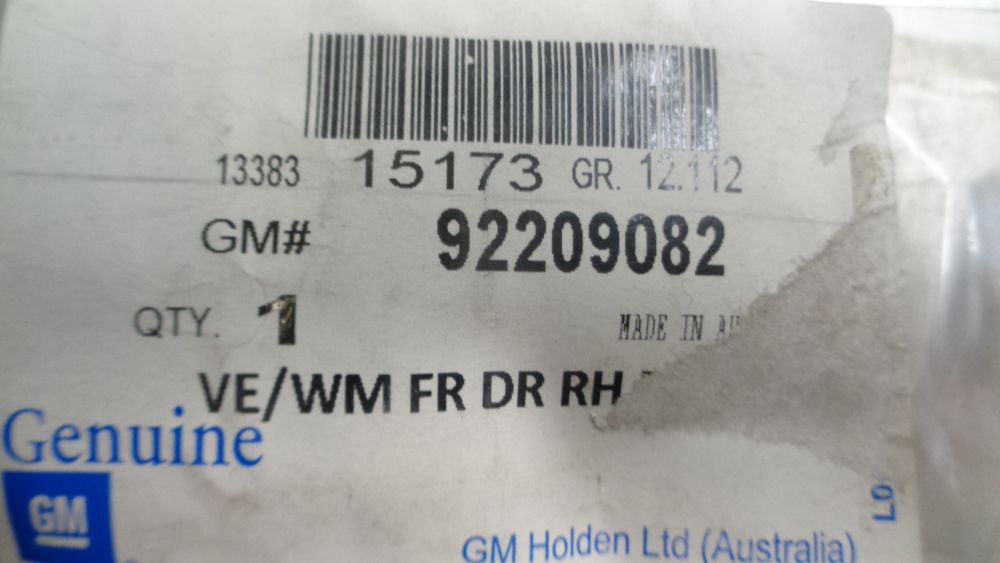 13383 15173 GR. 12.112
GM# 92209082
QTY. 1 MADE IN
VE/WM FR DR RH
Genuine
GM
GM Holden Ltd (Australia)